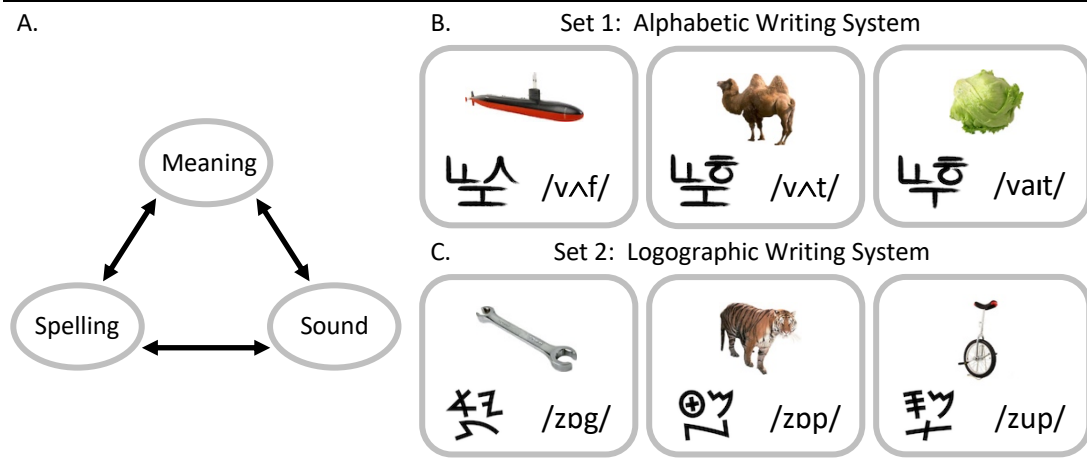 A.
Meaning
Spelling
Sound
B. Set 1: Alphabetic Writing System
/vʌf/ /vʌt/ /vaɪt/
C. Set 2: Logographic Writing System
/zɒg/ /zɒp/ /zup/